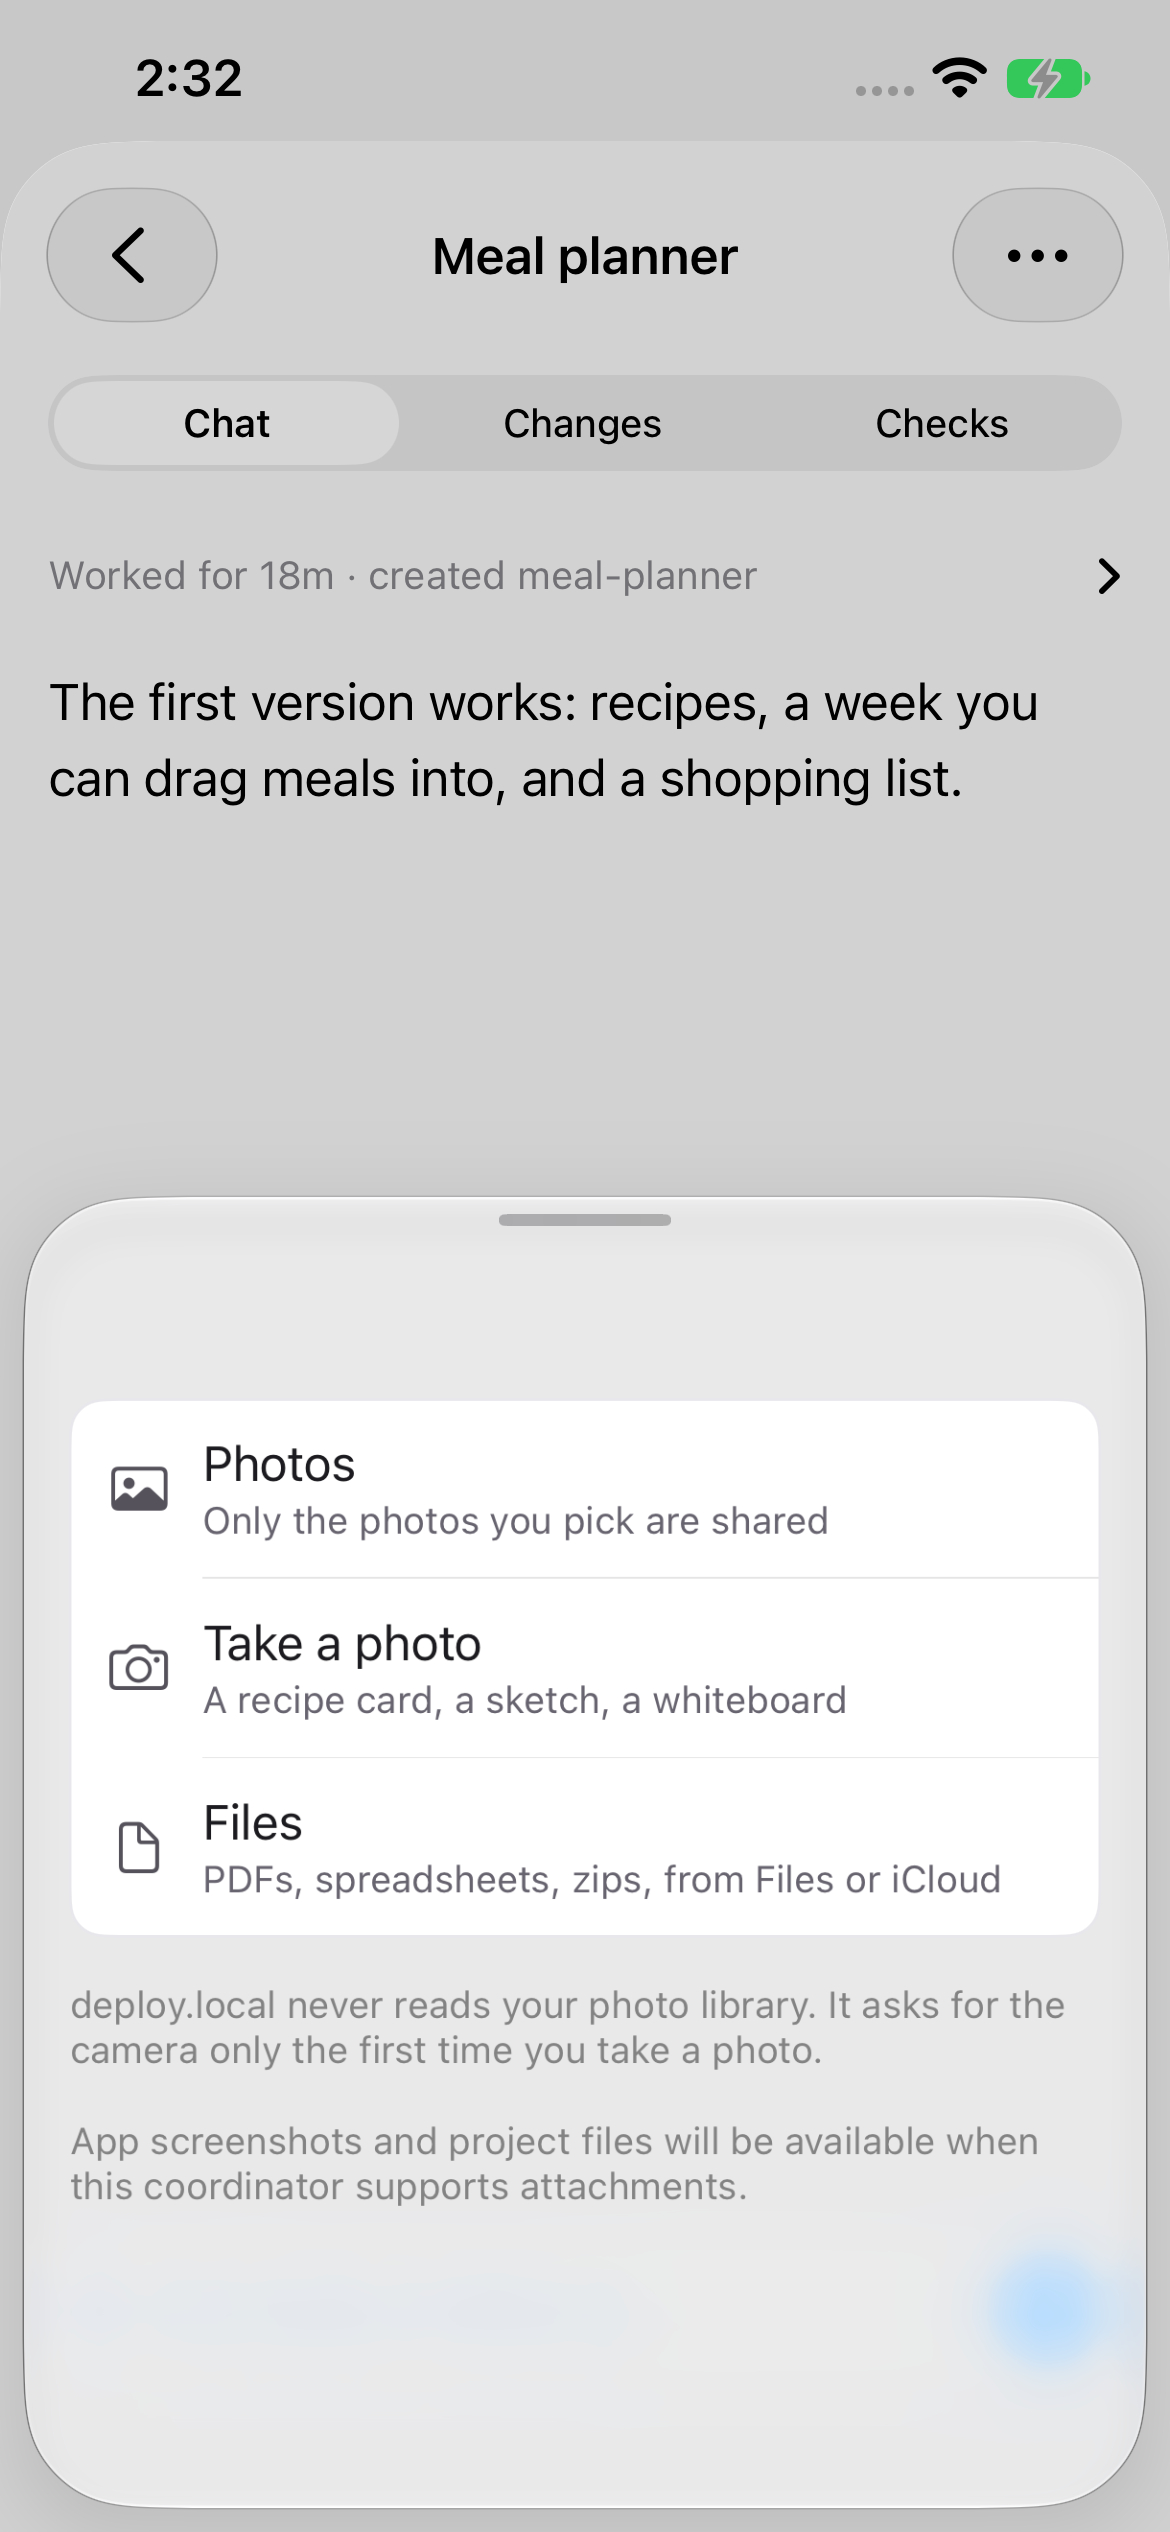 2:32
Meal planner
Chat
Changes
Checks
Worked for 18m · created meal-planner
The first version works: recipes, a week you
can drag meals into, and a shopping list.
Photos
Only the photos you pick are shared
Take a photo
A recipe card, a sketch, a whiteboard
Files
PDFs, spreadsheets, zips, from Files or iCloud
deploy.local never reads your photo library. It asks for the
camera only the first time you take a photo.
App screenshots and project files will be available when
this coordinator supports attachments.